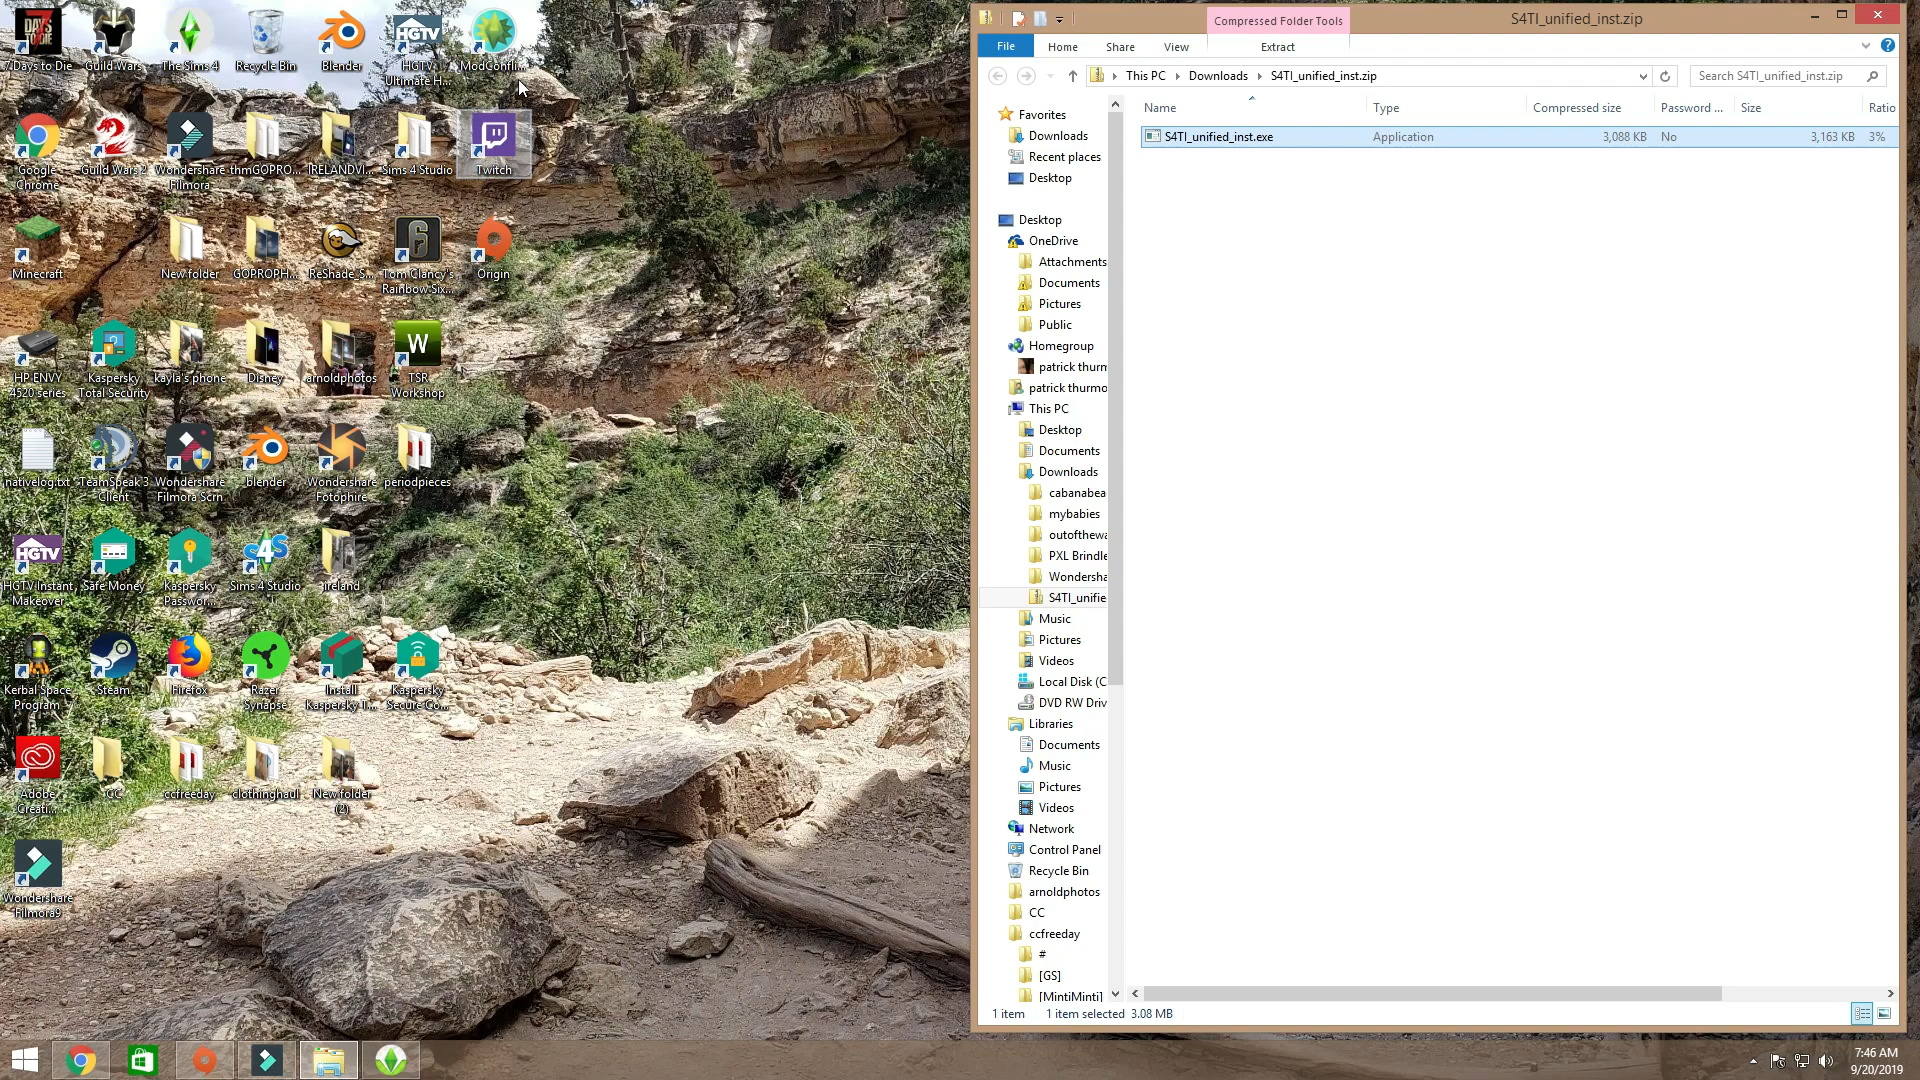 7 Days to Die
Guild Wars
The Sims 4
Recycle Bin
Blender
HGTV
Ultimate H...
ModConfli...
Google
Chrome
Guild Wars 2
Wondershare
Filmora
thmGOPRO...
IRELANDVI...
Sims 4 Studio
Twitch
Minecraft
New folder
GOPROPH...
ReShade_S...
Tom Clancy's
Rainbow Six...
Origin
HP ENVY
4520 series
Kaspersky
Total Security
kayla's phone
Disney
arnoldphotos
TSR
Workshop
nativelog.txt
TeamSpeak 3
Client
Wondershare
Filmora Scrn
blender
Wondershare
Fotophire
periodpieces
HGTV Instant
Makeover
Safe Money
Kaspersky
Passwor...
Sims 4 Studio
ireland
Kerbal Space
Program
Steam
Firefox
Razer
Synapse
Install
Kaspersky T...
Kaspersky
Secure Co...
Adobe
Creati...
CC
ccfreeday
clothinghaul
New folder
(2)
Wondershare
Filmora9
Compressed Folder Tools
S4TI_unified_inst.zip
File
Home
Share
View
Extract
This PC
Downloads
S4TI_unified_inst.zip
Search S4TI_unified_inst.zip
Name
Type
Compressed size
Password ...
Size
Ratio
S4TI_unified_inst.exe
Application
3,088 KB
No
3,163 KB
3%
Favorites
Downloads
Recent places
Desktop
Desktop
OneDrive
Attachments
Documents
Pictures
Public
Homegroup
patrick thurm
patrick thurmo
This PC
Desktop
Documents
Downloads
cabanabea
mybabies
outofthewa
PXL Brindle
Wondersha
S4TI_unifie
Music
Pictures
Videos
Local Disk (C
DVD RW Driv
Libraries
Documents
Music
Pictures
Videos
Network
Control Panel
Recycle Bin
arnoldphotos
CC
ccfreeday
#
[GS]
[MintiMinti]
1 item
1 item selected 3.08 MB
7:46 AM
9/20/2019